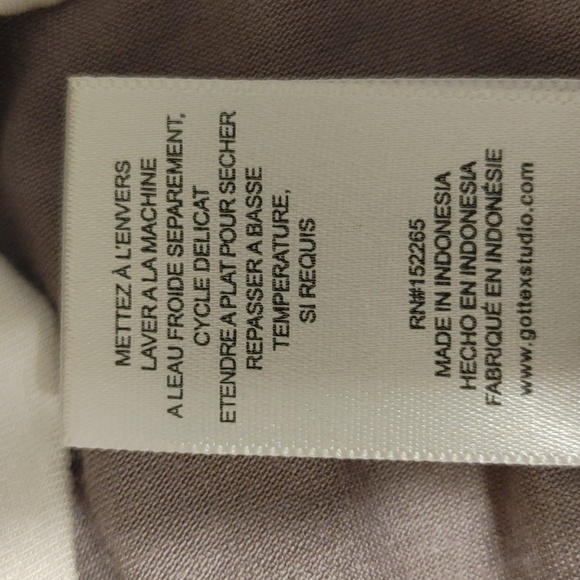 METTEZ À L'ENVERS
LAVER A LA MACHINE
A LEAU FROIDE SEPAREMENT,
CYCLE DELICAT
ETENDRE A PLAT POUR SECHER
REPASSER A BASSE
TEMPERATURE,
SI REQUIS
RN#152265
MADE IN INDONESIA
HECHO EN INDONESIA
FABRIQUÉ EN INDONÉSIE
www.gottexstudio.com